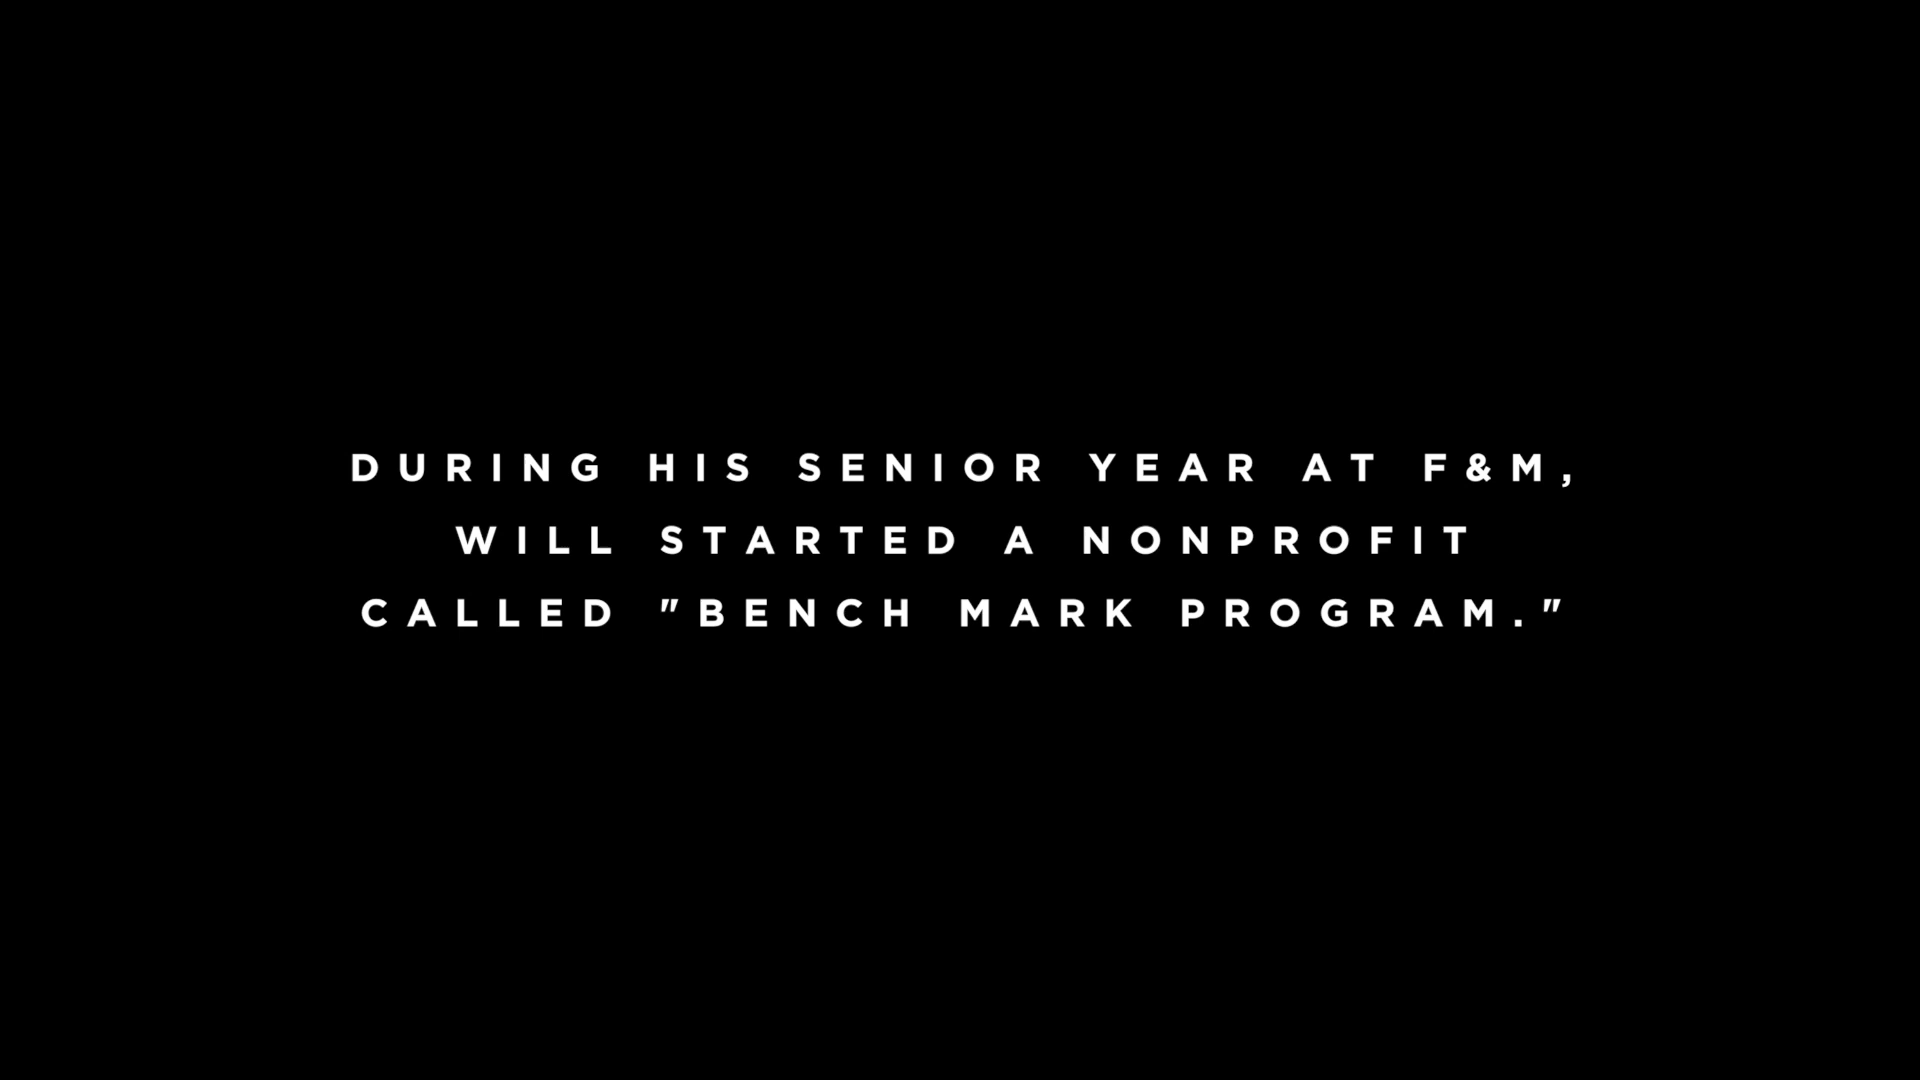 DURING HIS SENIOR YEAR AT F&M,
WILL STARTED A NONPROFIT
CALLED "BENCH MARK PROGRAM."